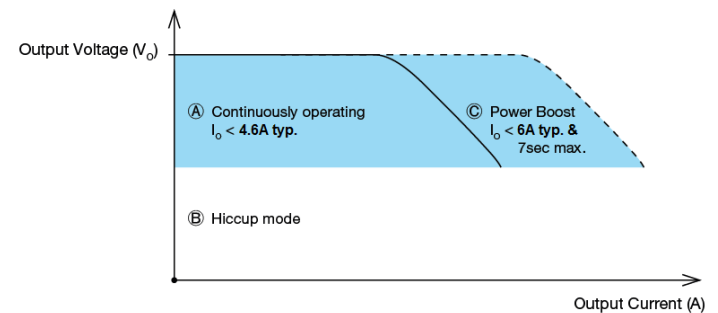 Output Voltage (Vo)
Ⓐ Continuously operating
Io < 4.6A typ.
Ⓒ Power Boost
Io < 6A typ. &
7sec max.
Ⓑ Hiccup mode
Output Current (A)